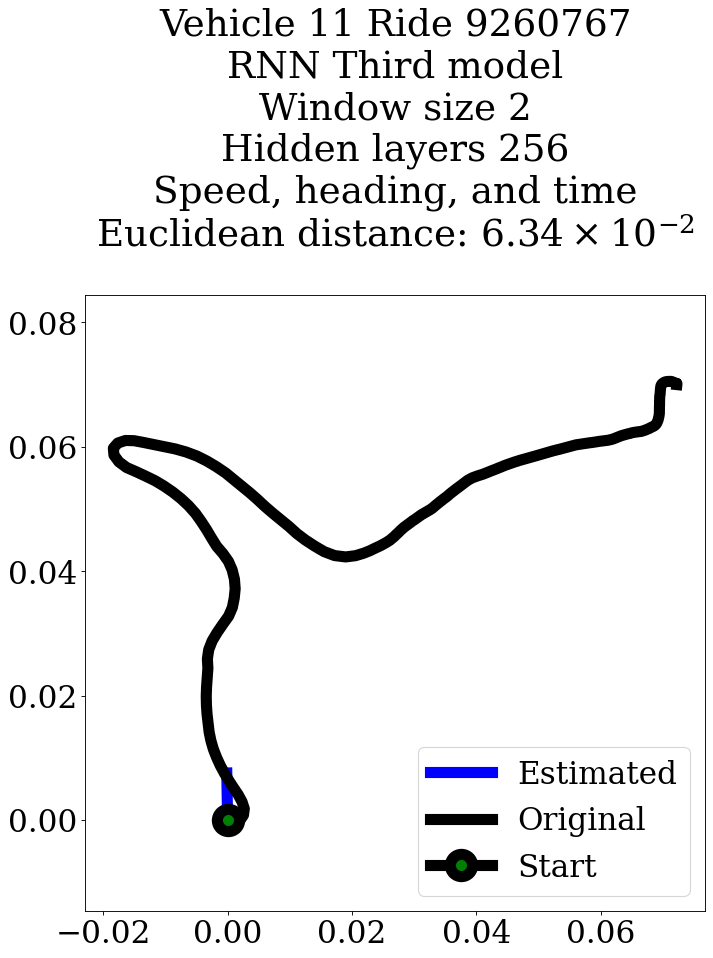 Vehicle 11 Ride 9260767
RNN Third model
Window size 2
Hidden layers 256
Speed, heading, and time
Euclidean distance: 6.34 × 10⁻²
0.08
0.06
0.04
0.02
0.00
−0.02 0.00 0.02 0.04 0.06
Estimated
Original
Start